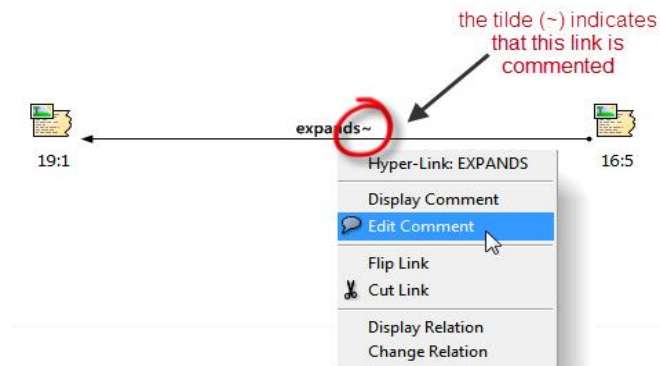 the tilde (~) indicates
that this link is
commented
expands~
19:1
16:5
Hyper-Link: EXPANDS
Display Comment
Edit Comment
Flip Link
Cut Link
Display Relation
Change Relation